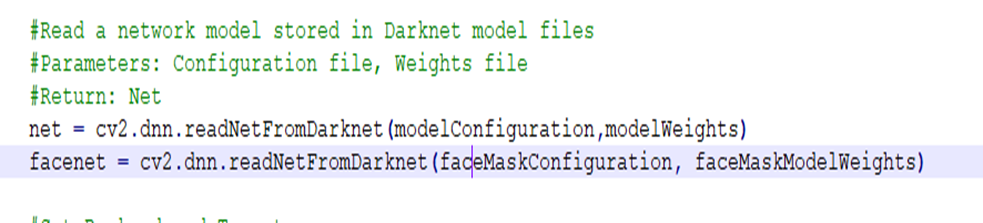 #Read a network model stored in Darknet model files
#Parameters: Configuration file, Weights file
#Return: Net
net = cv2.dnn.readNetFromDarknet(modelConfiguration,modelWeights)
facenet = cv2.dnn.readNetFromDarknet(faceMaskConfiguration, faceMaskModelWeights)